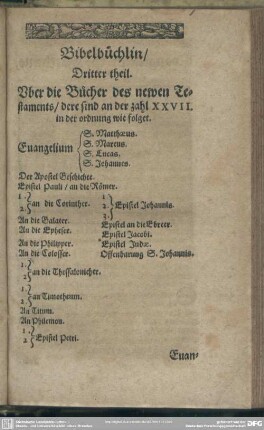 Bibelbüchlin/
Dritter theil.
Vber die Bücher des newen Te-
staments/ dere sind an der zahl XXVII.
in der ordnung wie folget.
Euangelium
S. Matthæus.
S. Marcus.
S. Lucas.
S. Johannes.
Der Apostel Geschichte.
Epistel Pauli/ an die Römer.
1.
2. an die Corinther.
An die Galater.
An die Epheser.
An die Philipper.
An die Colosser.
1.
2 an die Thessalonicher.
1.
2 an Timotheum.
An Titum.
An Philemon.
1
2 Epistel Petri.
1.
2. Epistel Johannis.
3.
Epistel an die Ebreer.
Epistel Jacobi.
Epistel Judæ.
Offenbarung S. Johannis.
Euan-